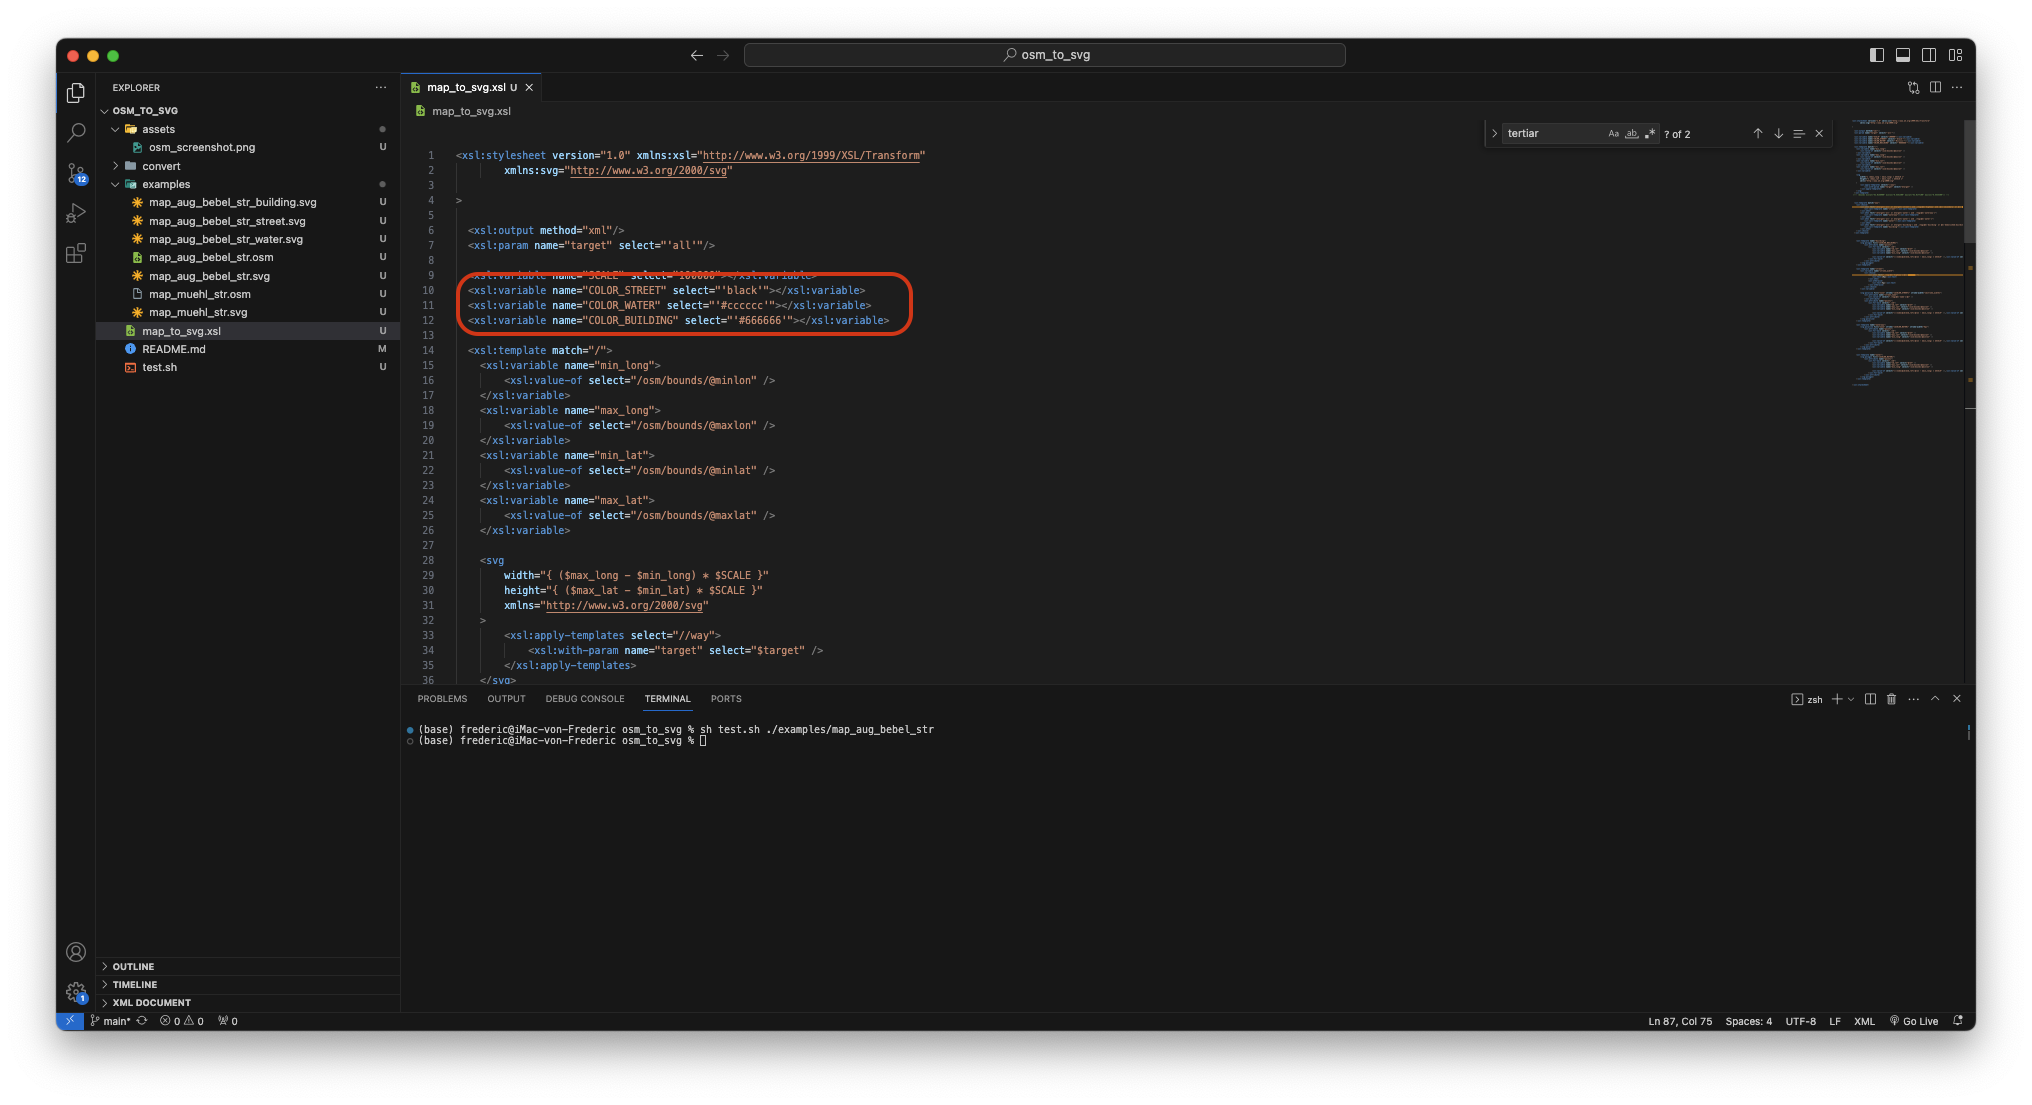 osm_to_svg
EXPLORER
OSM_TO_SVG
assets
osm_screenshot.png U
convert
examples
map_aug_bebel_str_building.svg U
map_aug_bebel_str_street.svg U
map_aug_bebel_str_water.svg U
map_aug_bebel_str.osm U
map_aug_bebel_str.svg U
map_muehl_str.osm U
map_muehl_str.svg U
map_to_svg.xsl U
README.md M
test.sh U
12
OUTLINE
TIMELINE
XML DOCUMENT
1
map_to_svg.xsl U
map_to_svg.xsl
tertiar Aa ab ? of 2
1 <xsl:stylesheet version="1.0" xmlns:xsl="http://www.w3.org/1999/XSL/Transform"
2 xmlns:svg="http://www.w3.org/2000/svg"
3
4 >
5
6 <xsl:output method="xml"/>
7 <xsl:param name="target" select="'all'"/>
8
9 <xsl:variable name="SCALE" select="100000"></xsl:variable>
10 <xsl:variable name="COLOR_STREET" select="'black'"></xsl:variable>
11 <xsl:variable name="COLOR_WATER" select="'#cccccc'"></xsl:variable>
12 <xsl:variable name="COLOR_BUILDING" select="'#666666'"></xsl:variable>
13
14 <xsl:template match="/">
15 <xsl:variable name="min_long">
16 <xsl:value-of select="/osm/bounds/@minlon" />
17 </xsl:variable>
18 <xsl:variable name="max_long">
19 <xsl:value-of select="/osm/bounds/@maxlon" />
20 </xsl:variable>
21 <xsl:variable name="min_lat">
22 <xsl:value-of select="/osm/bounds/@minlat" />
23 </xsl:variable>
24 <xsl:variable name="max_lat">
25 <xsl:value-of select="/osm/bounds/@maxlat" />
26 </xsl:variable>
27
28 <svg
29 width="{ ($max_long - $min_long) * $SCALE }"
30 height="{ ($max_lat - $min_lat) * $SCALE }"
31 xmlns="http://www.w3.org/2000/svg"
32 >
33 <xsl:apply-templates select="//way">
34 <xsl:with-param name="target" select="$target" />
35 </xsl:apply-templates>
36 </svg>
PROBLEMS OUTPUT DEBUG CONSOLE TERMINAL PORTS
zsh
(base) frederic@iMac-von-Frederic osm_to_svg % sh test.sh ./examples/map_aug_bebel_str
(base) frederic@iMac-von-Frederic osm_to_svg %
main* 0 0 0
Ln 87, Col 75 Spaces: 4 UTF-8 LF XML Go Live